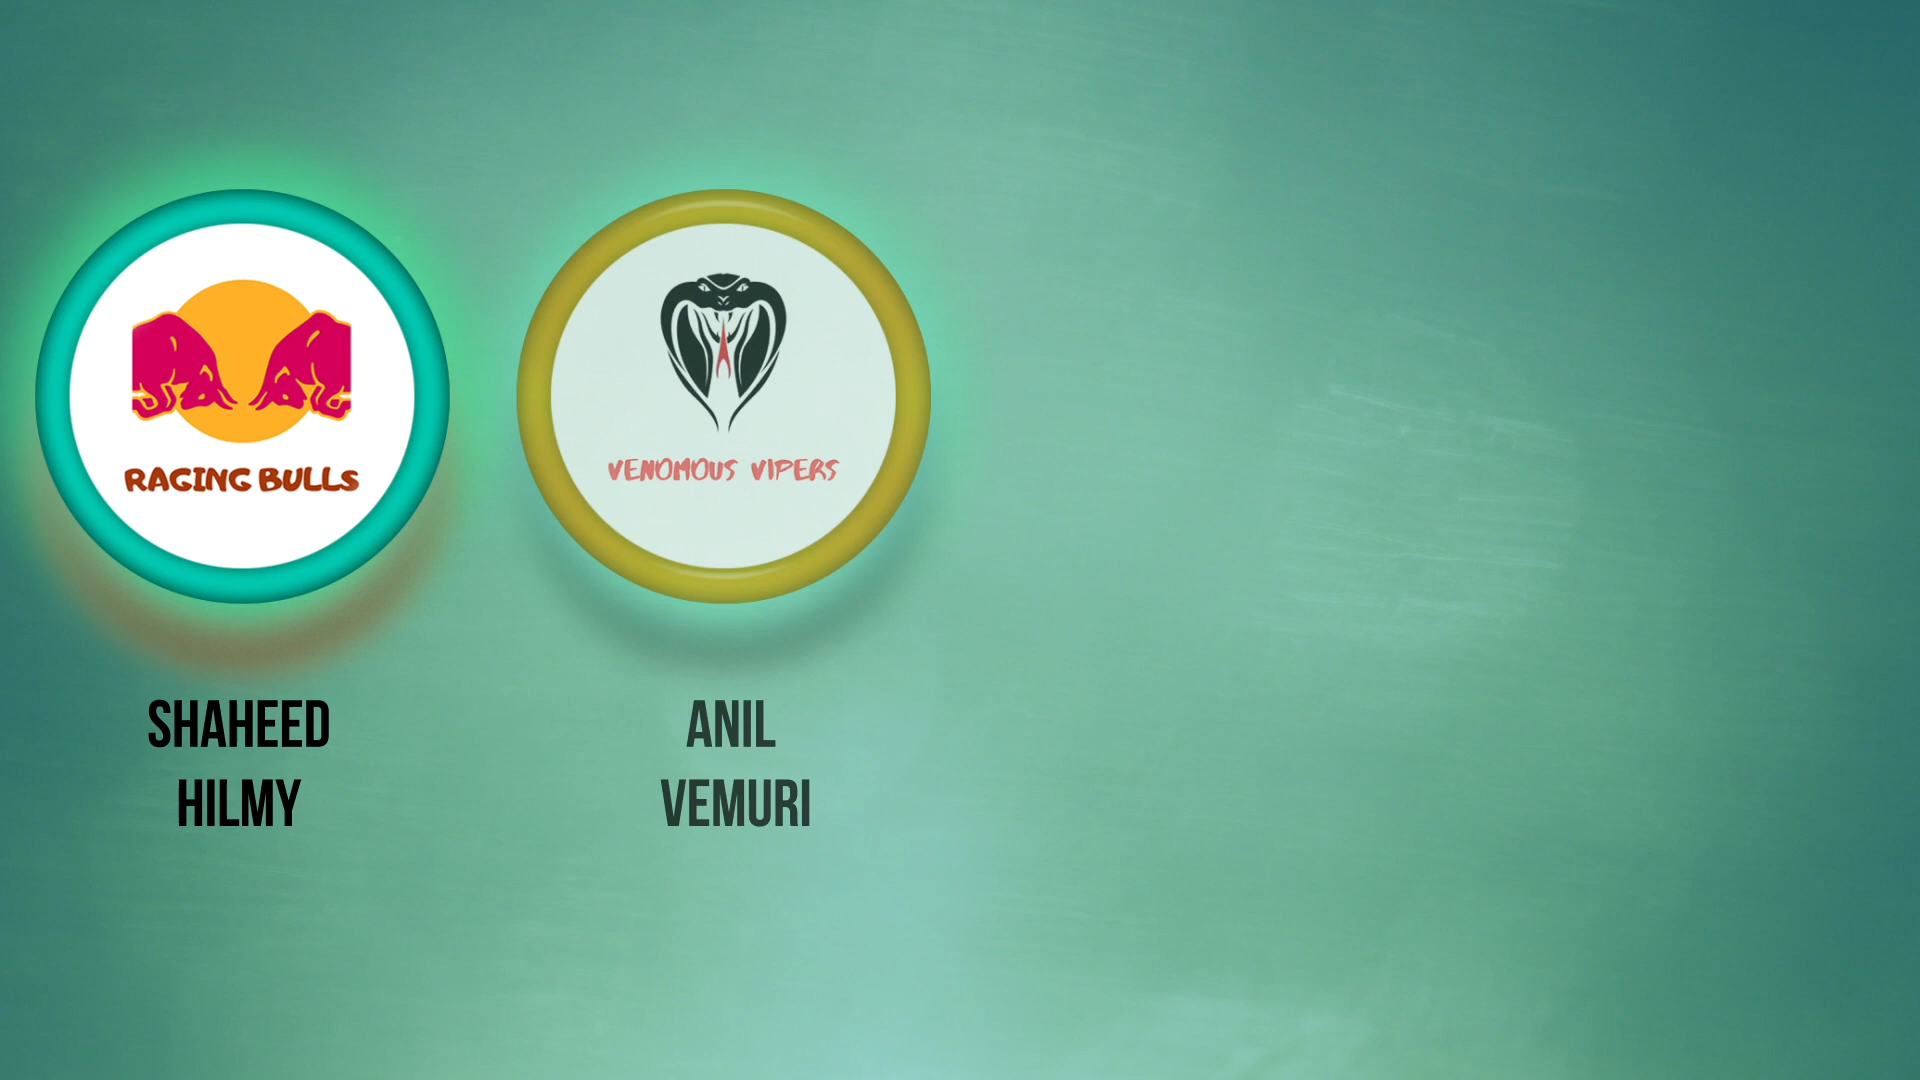 RAGING BULLS
VENOMOUS VIPERS
SHAHEED
HILMY
ANIL
VEMURI